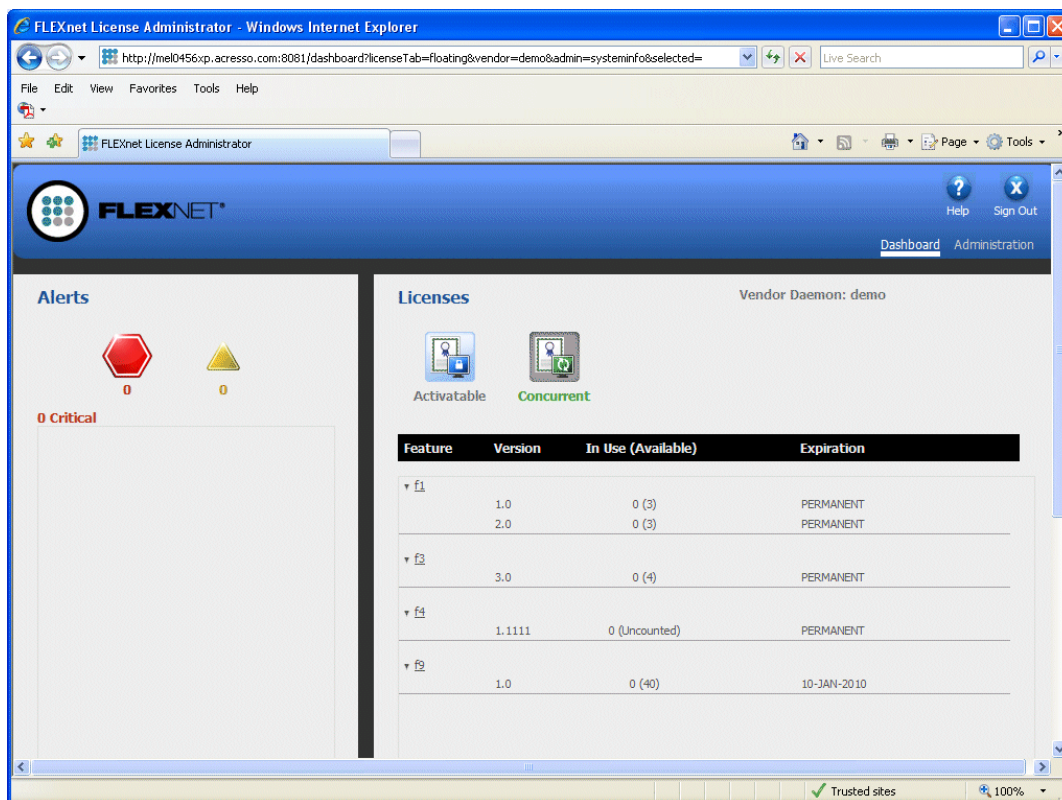 FLEXnet License Administrator - Windows Internet Explorer
http://mel0456xp.acresso.com:8081/dashboard?licenseTab=floating&vendor=demo&admin=systeminfo&selected=
Live Search
File Edit View Favorites Tools Help
FLEXnet License Administrator
Page Tools
FLEXNET
Help Sign Out
Dashboard Administration
Alerts
0 0
0 Critical
Licenses
Vendor Daemon: demo
Activatable Concurrent
Feature Version In Use (Available) Expiration
f1
1.0 0 (3) PERMANENT
2.0 0 (3) PERMANENT
f3
3.0 0 (4) PERMANENT
f4
1.1111 0 (Uncounted) PERMANENT
f9
1.0 0 (40) 10-JAN-2010
Trusted sites 100%